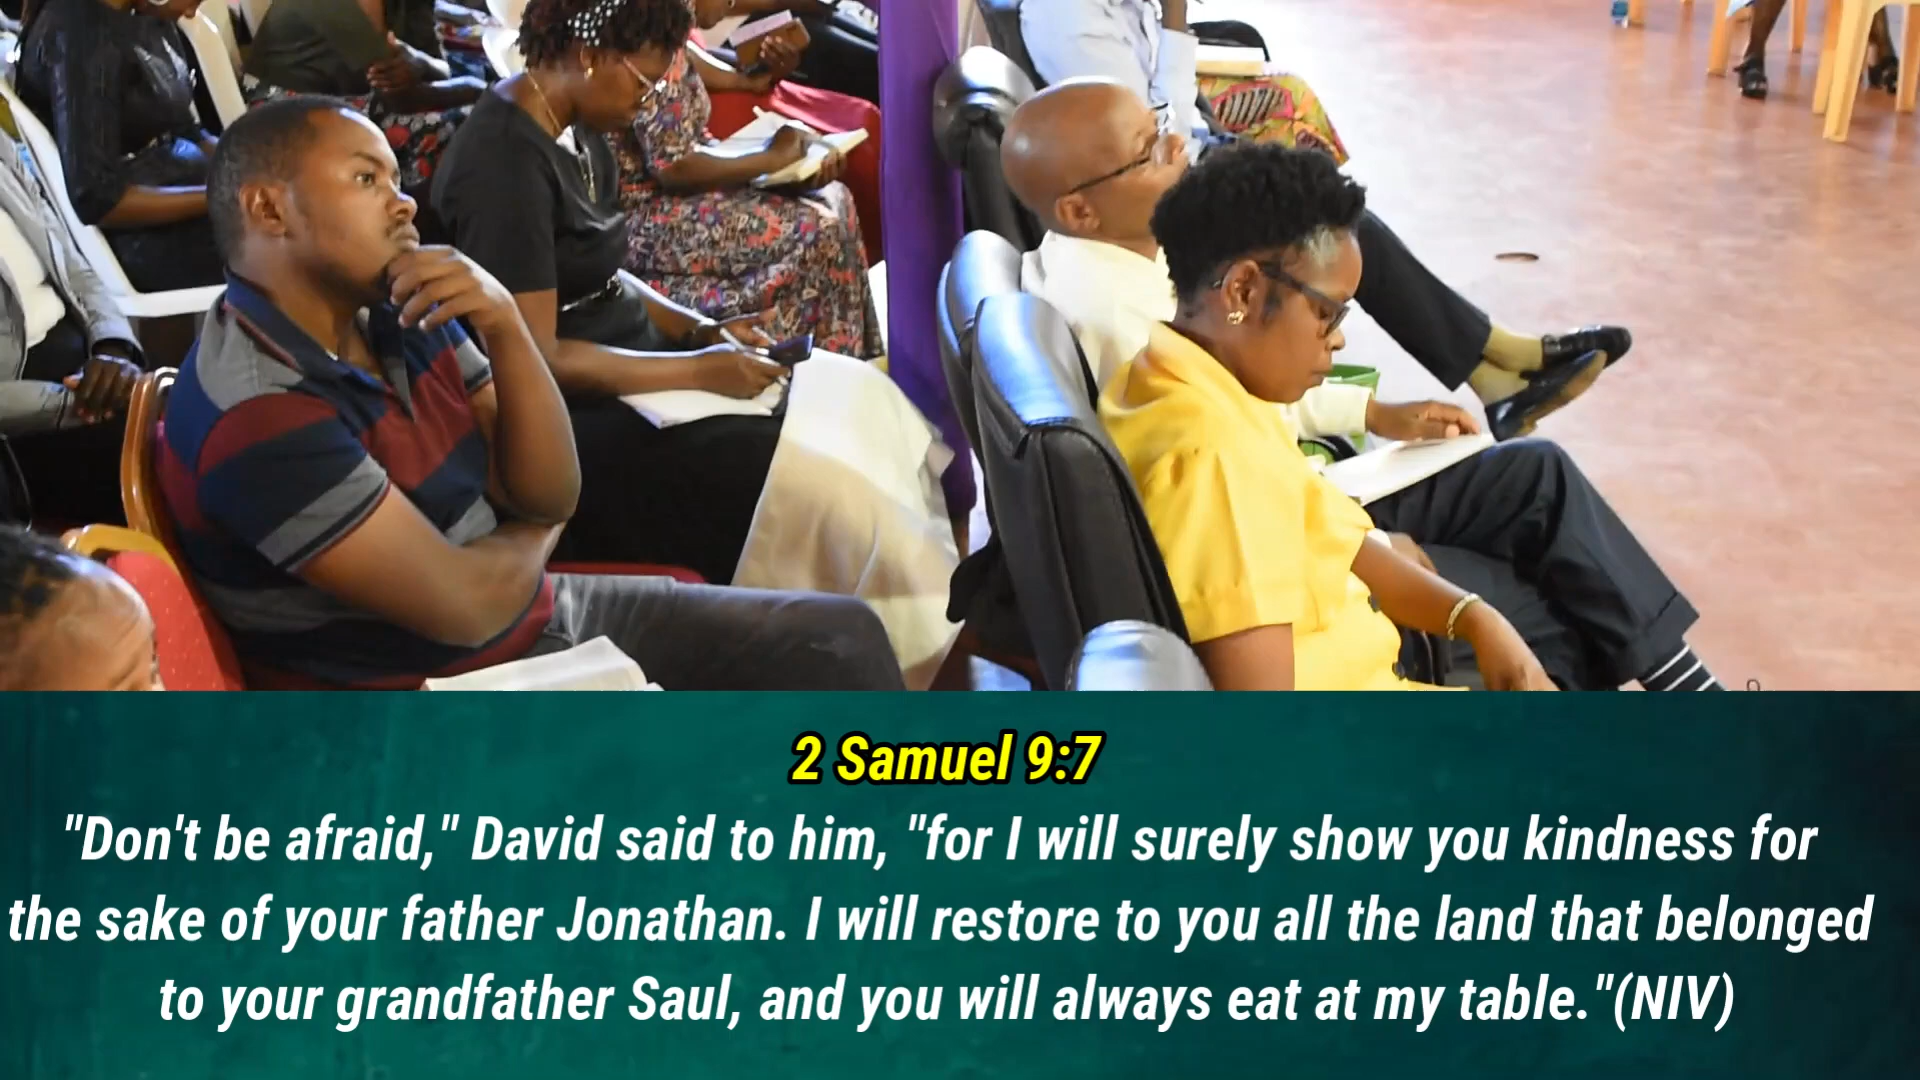 2 Samuel 9:7
"Don't be afraid," David said to him, "for I will surely show you kindness for
the sake of your father Jonathan. I will restore to you all the land that belonged
to your grandfather Saul, and you will always eat at my table."(NIV)